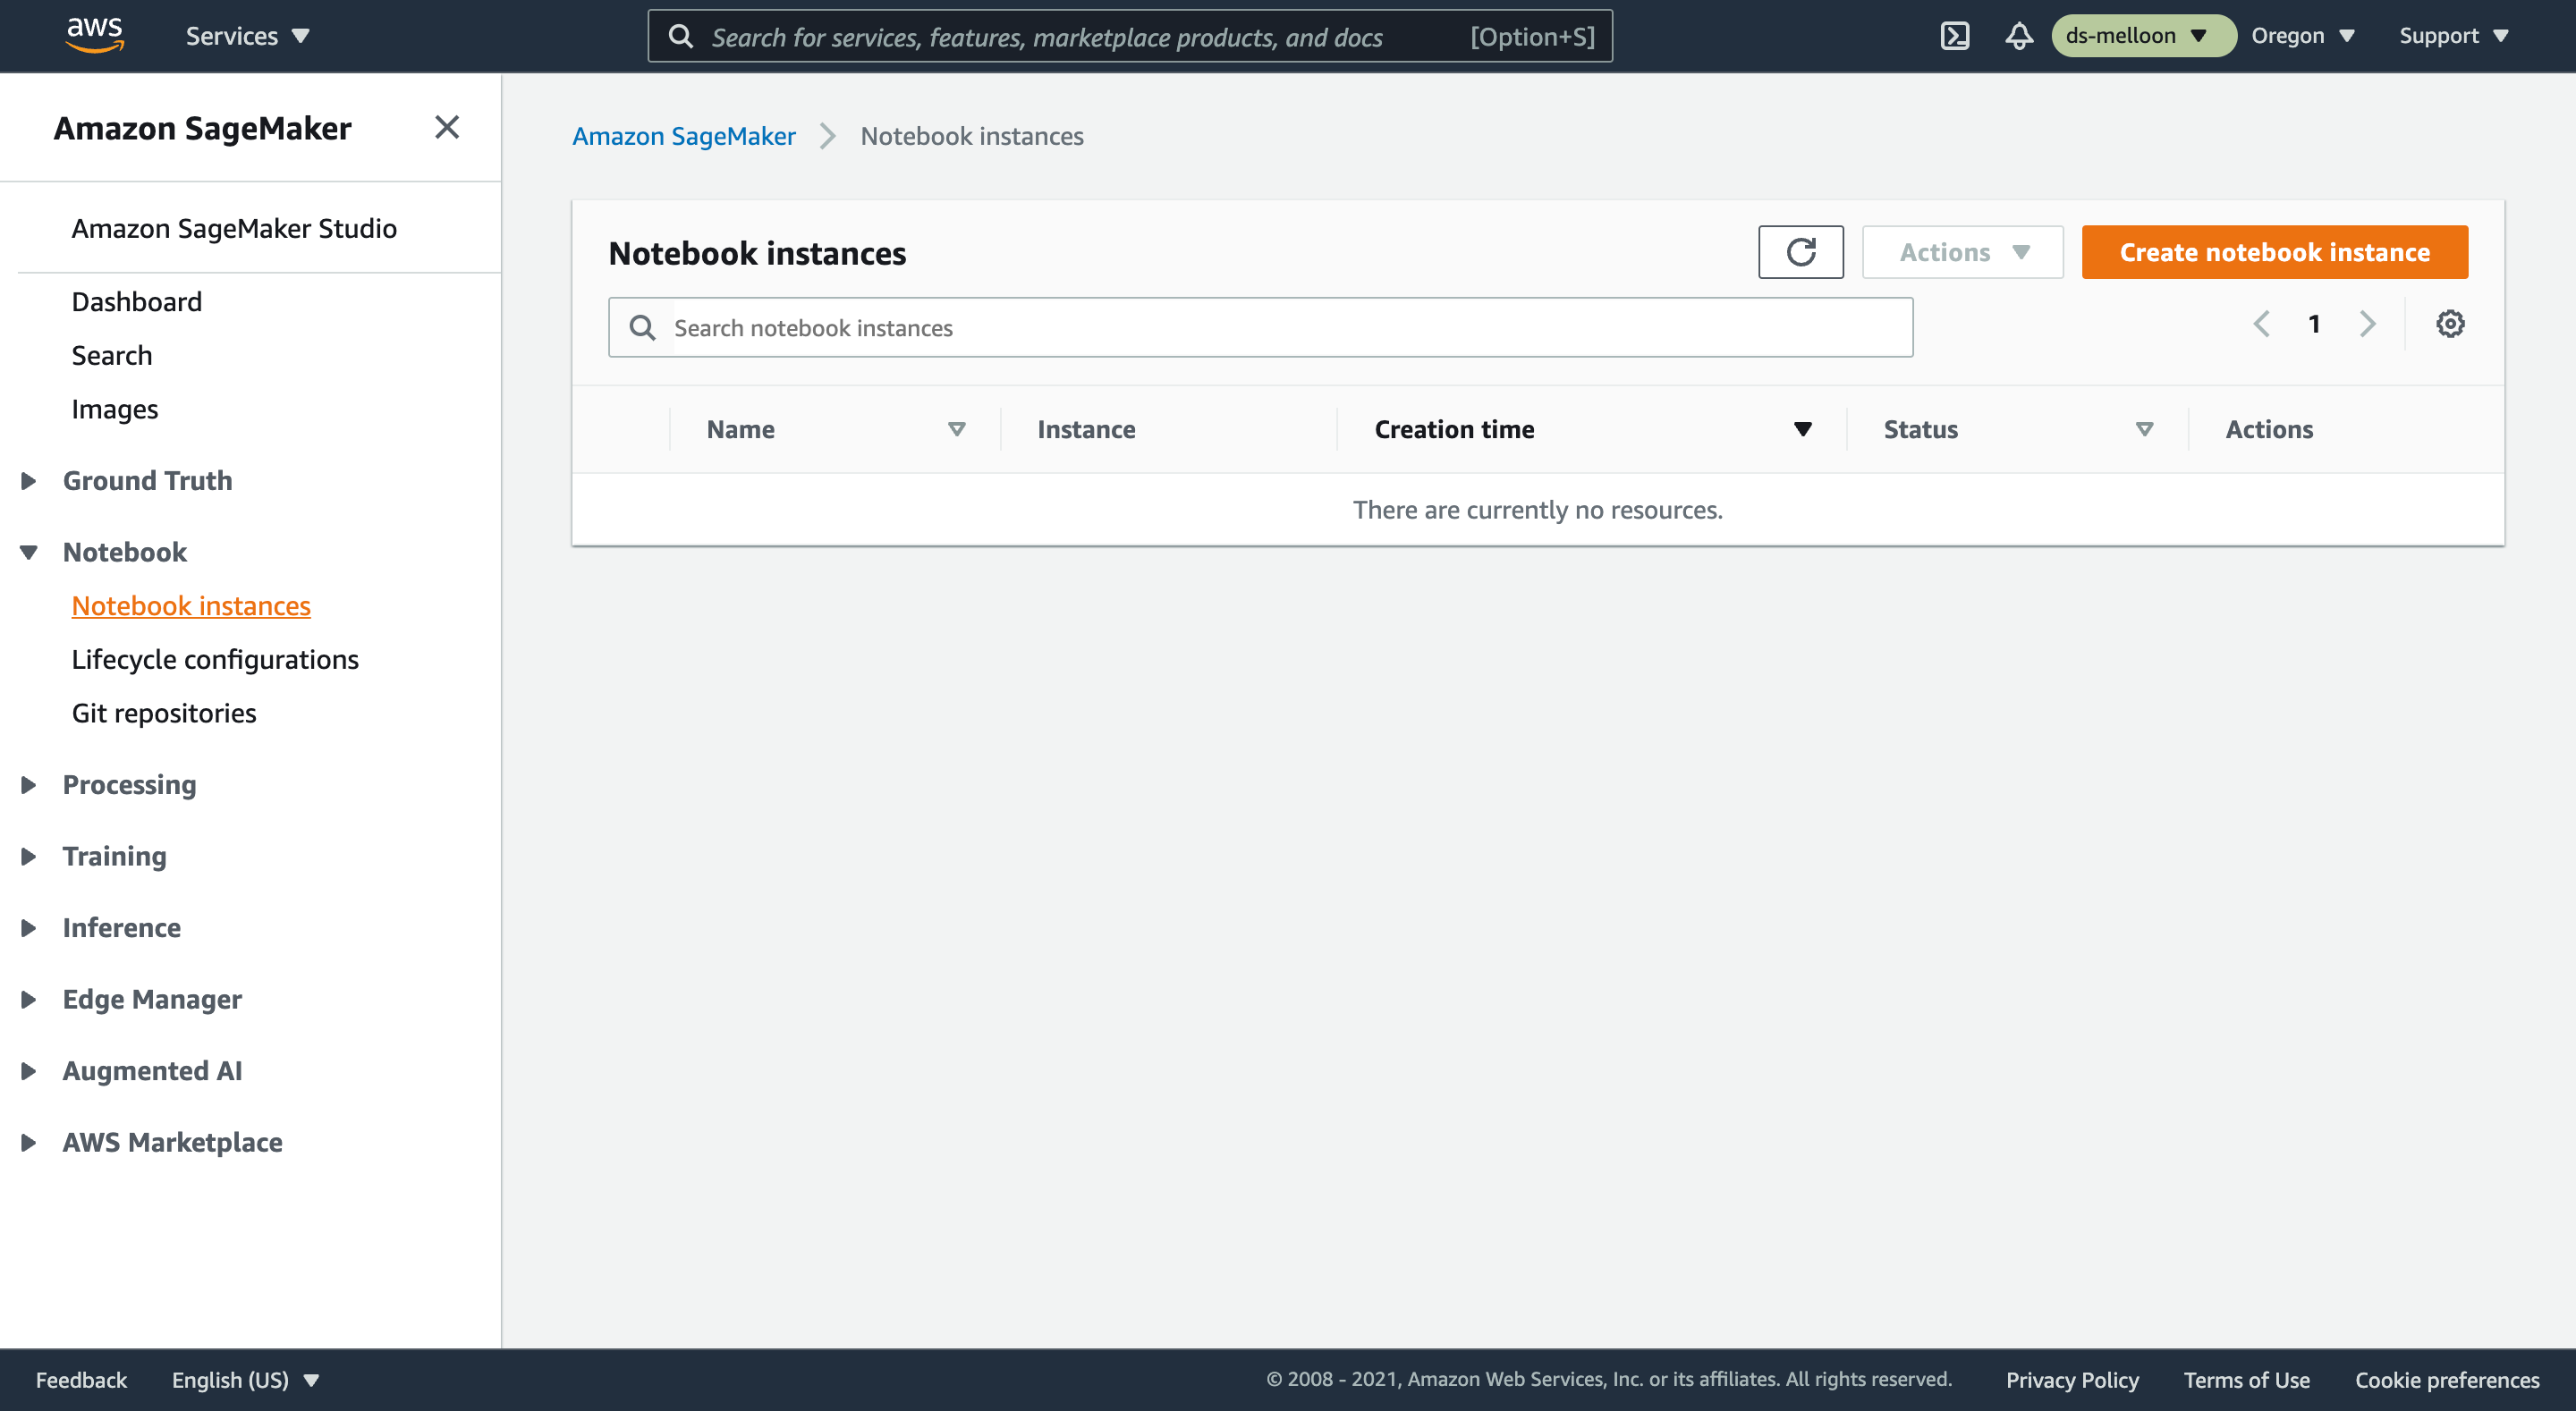 aws
Services
Search for services, features, marketplace products, and docs [Option+S]
ds-melloon
Oregon
Support
Amazon SageMaker
Amazon SageMaker Studio
Dashboard
Search
Images
Ground Truth
Notebook
Notebook instances
Lifecycle configurations
Git repositories
Processing
Training
Inference
Edge Manager
Augmented AI
AWS Marketplace
Amazon SageMaker Notebook instances
Notebook instances
Actions
Create notebook instance
Search notebook instances
1
Name Instance Creation time Status Actions
There are currently no resources.
Feedback English (US) © 2008 - 2021, Amazon Web Services, Inc. or its affiliates. All rights reserved. Privacy Policy Terms of Use Cookie preferences